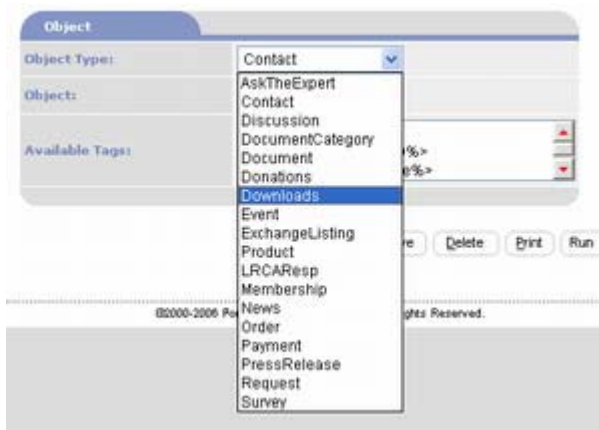 Object
Object Type:
Contact
AskTheExpert
Contact
Object:
Discussion
DocumentCategory
Available Tags:
%>
Document
Donations
e%>
Downloads
Event
ExchangeListing
Product
Delete Print Run
LRCAResp
Membership
News
©2000-2006
Rights Reserved.
Order
Payment
PressRelease
Request
Survey